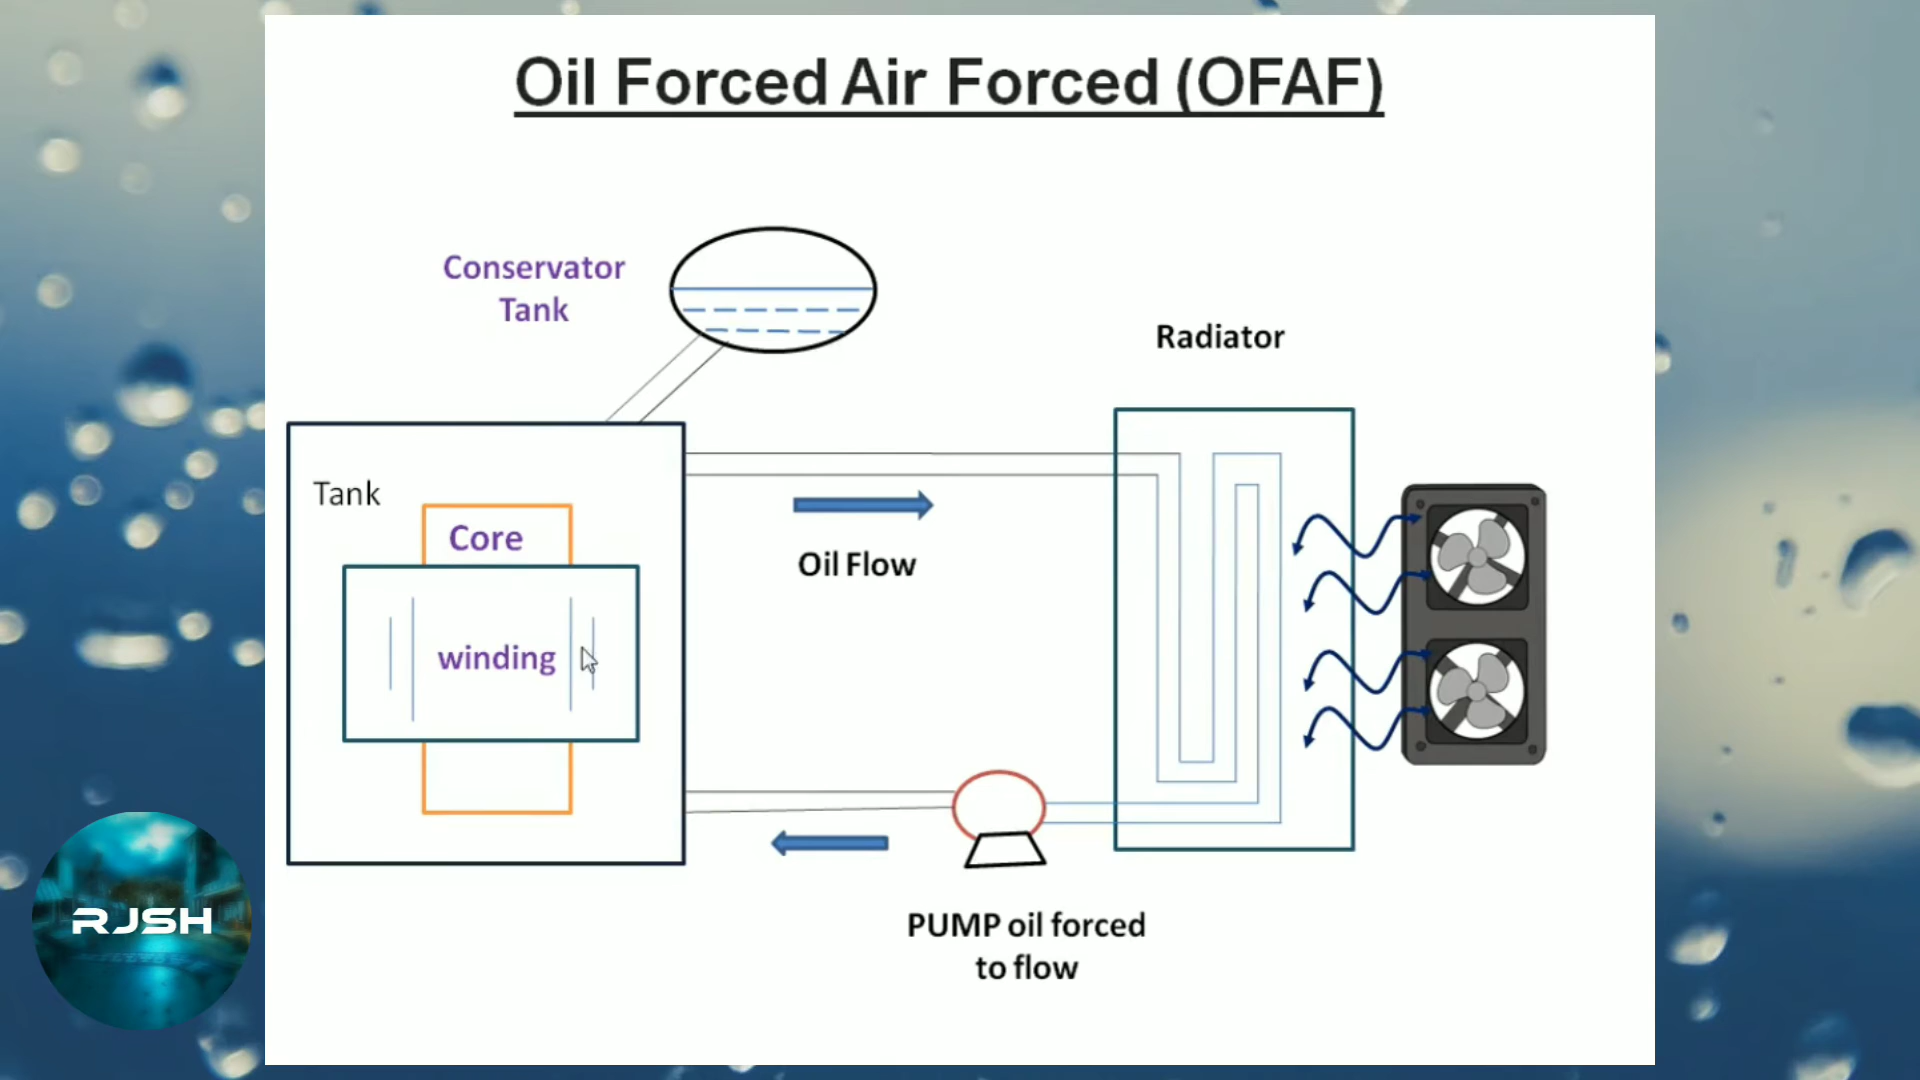 Oil Forced Air Forced (OFAF)
Conservator
Tank
Radiator
Tank
Core
Oil Flow
winding
RJSH
PUMP oil forced
to flow